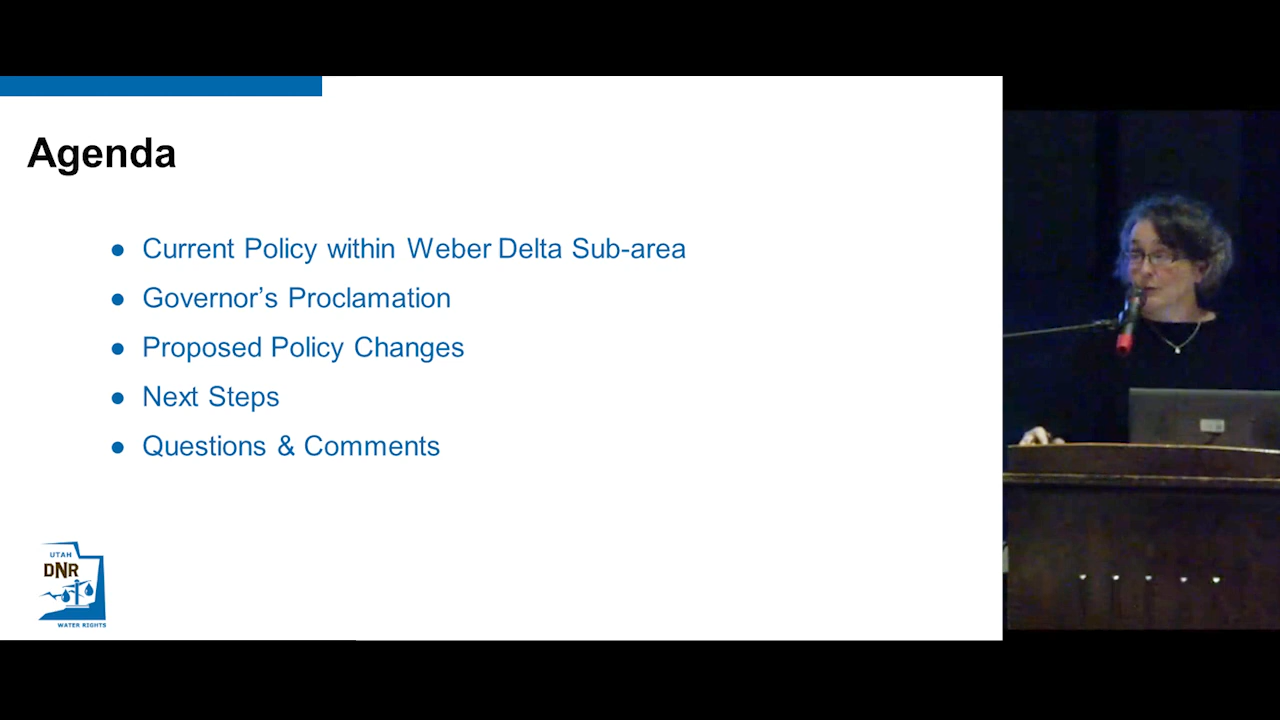 Agenda
● Current Policy within Weber Delta Sub-area
● Governor’s Proclamation
● Proposed Policy Changes
● Next Steps
● Questions & Comments
UTAH
DNR
WATER RIGHTS